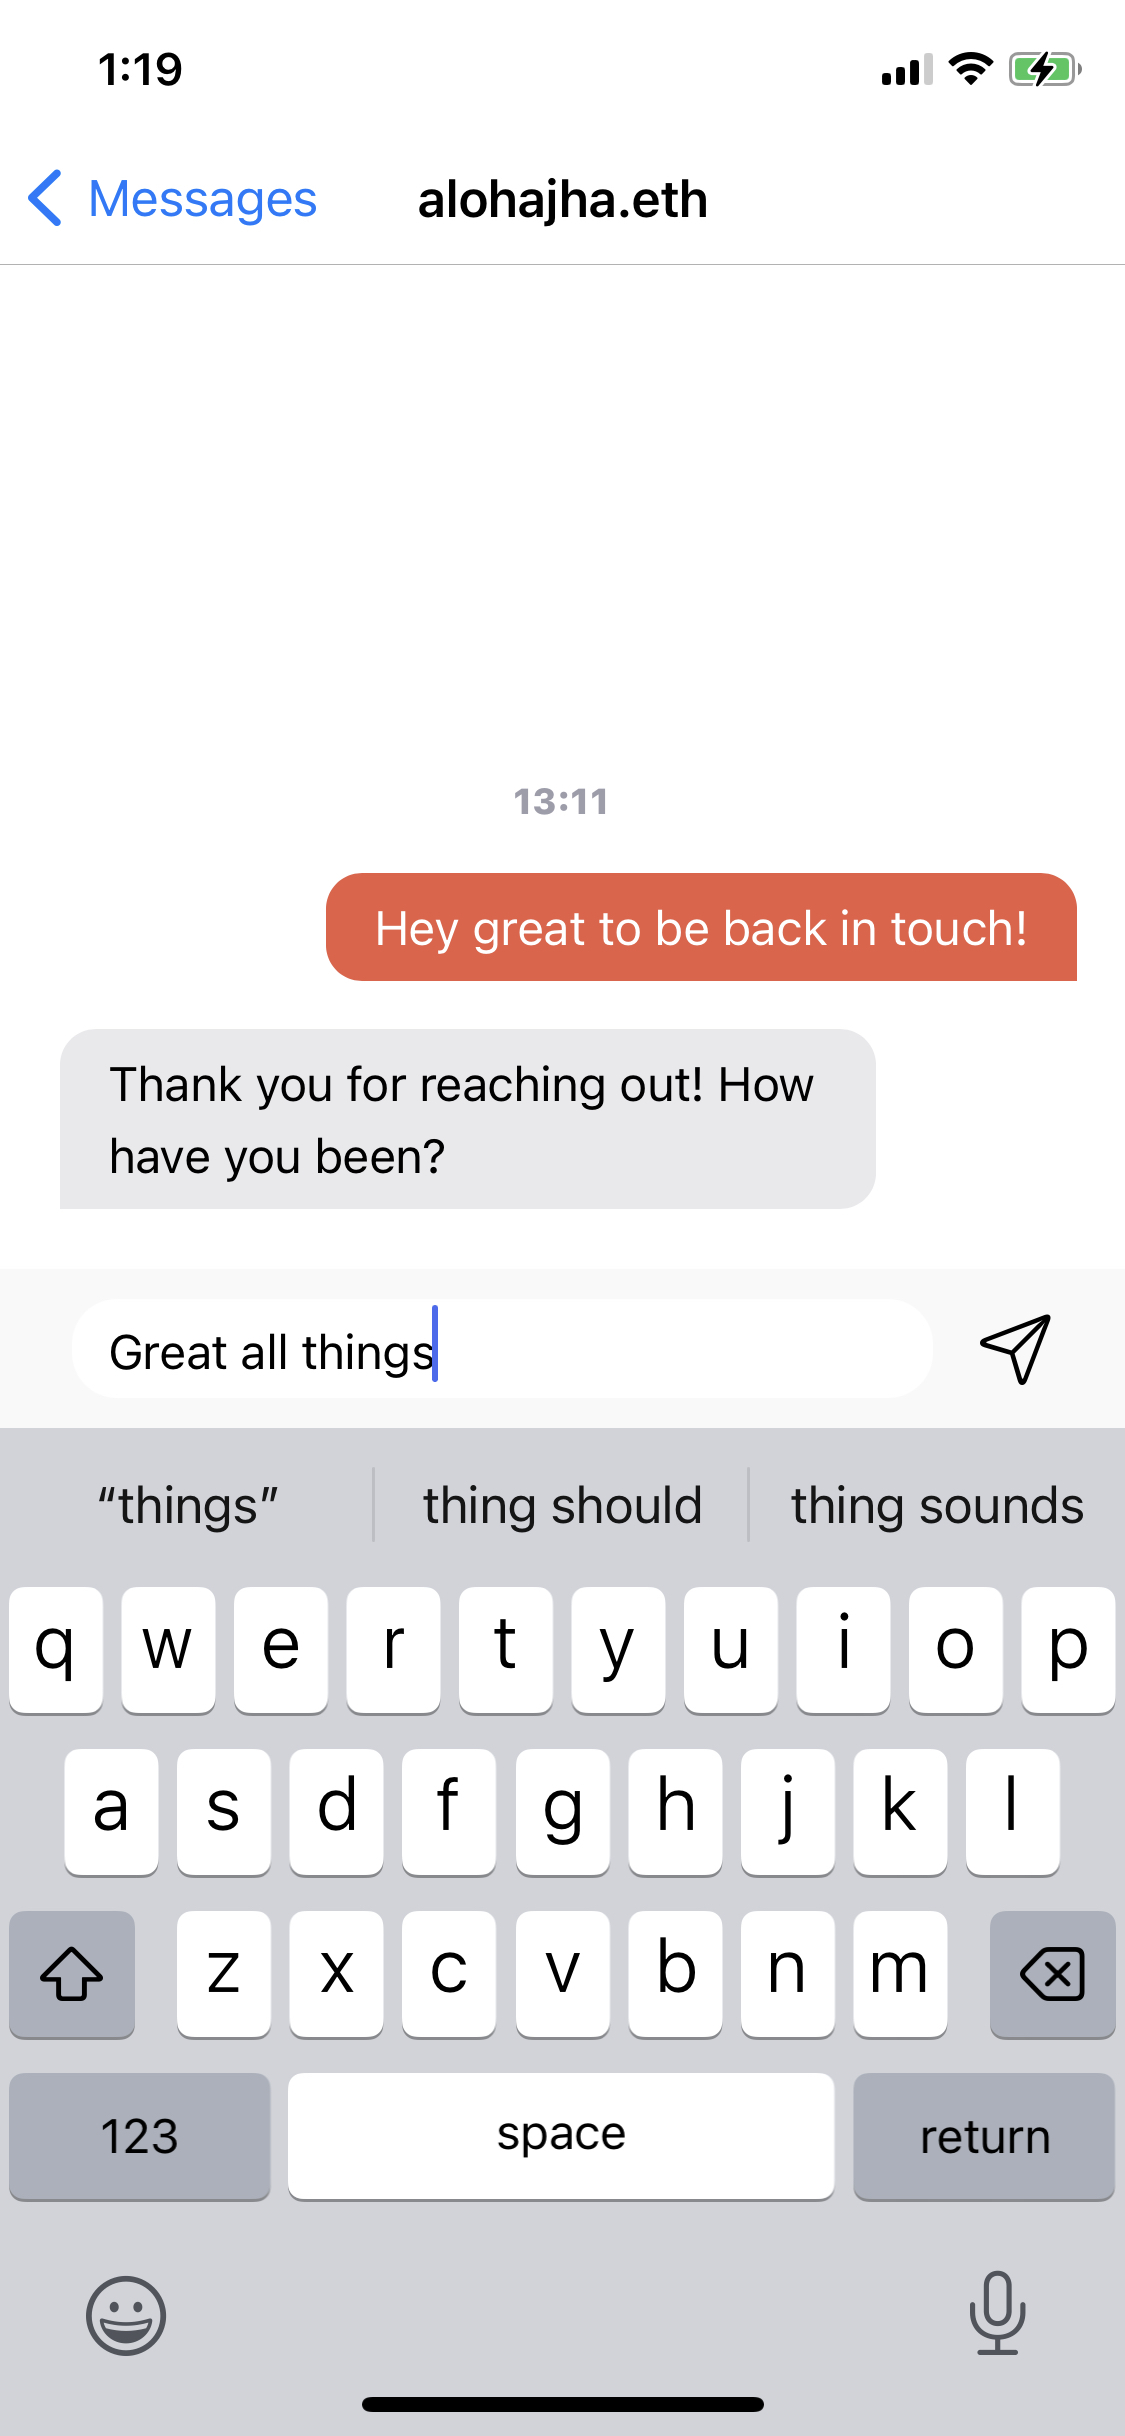 1:19
Messages alohajha.eth
13:11
Hey great to be back in touch!
Thank you for reaching out! How
have you been?
Great all things
“things” thing should thing sounds
q w e r t y u i o p
a s d f g h j k l
z x c v b n m
123 space return